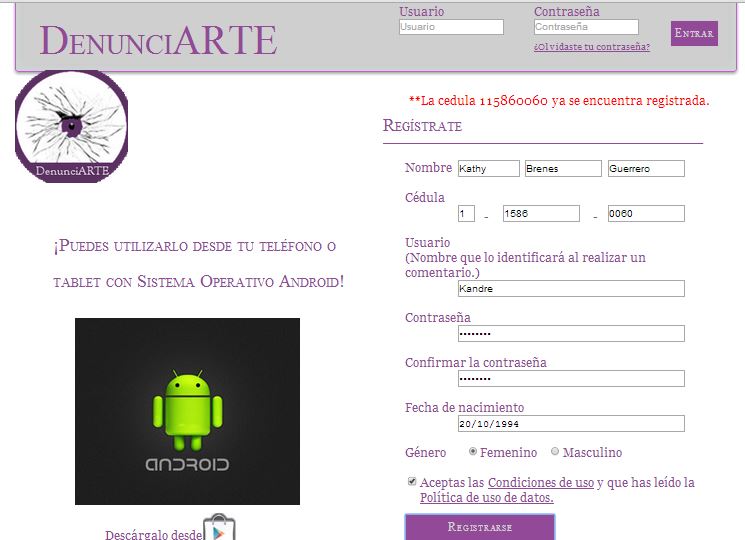 DenunciARTE
Usuario
Contraseña
Usuario
Contraseña
Entrar
¿Olvidaste tu contraseña?
DenunciARTE
**La cedula 115860060 ya se encuentra registrada.
Regístrate
Nombre Kathy Brenes Guerrero
Cédula
1 - 1586 - 0060
Usuario
(Nombre que lo identificará al realizar un
comentario.)
Kandre
Contraseña
••••••••
Confirmar la contraseña
••••••••
Fecha de nacimiento
20/10/1994
Género Femenino Masculino
Aceptas las Condiciones de uso y que has leído la
Política de uso de datos.
Registrarse
¡Puedes utilizarlo desde tu teléfono o
tablet con Sistema Operativo Android!
ANDROID
Descárgalo desde